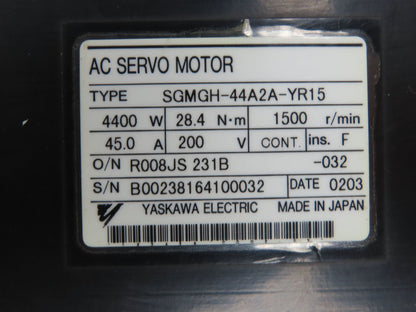 AC SERVO MOTOR
TYPE SGMGH-44A2A-YR15
4400 W 28.4 N·m 1500 r/min
45.0 A 200 V CONT. ins. F
O/N R008JS 231B -032
S/N B00238164100032 DATE 0203
YASKAWA ELECTRIC MADE IN JAPAN